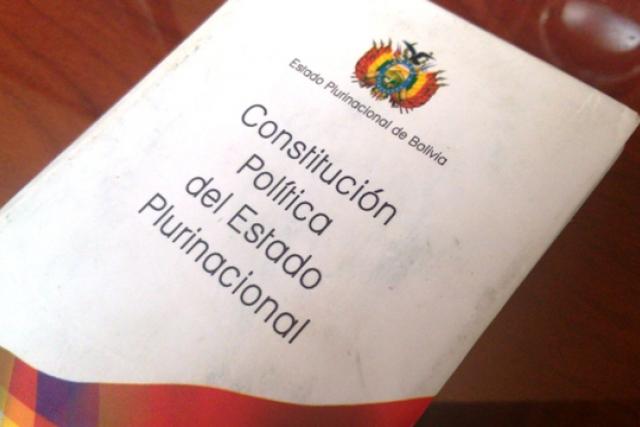 Estado Plurinacional de Bolivia
Constitución
Política
del Estado
Plurinacional